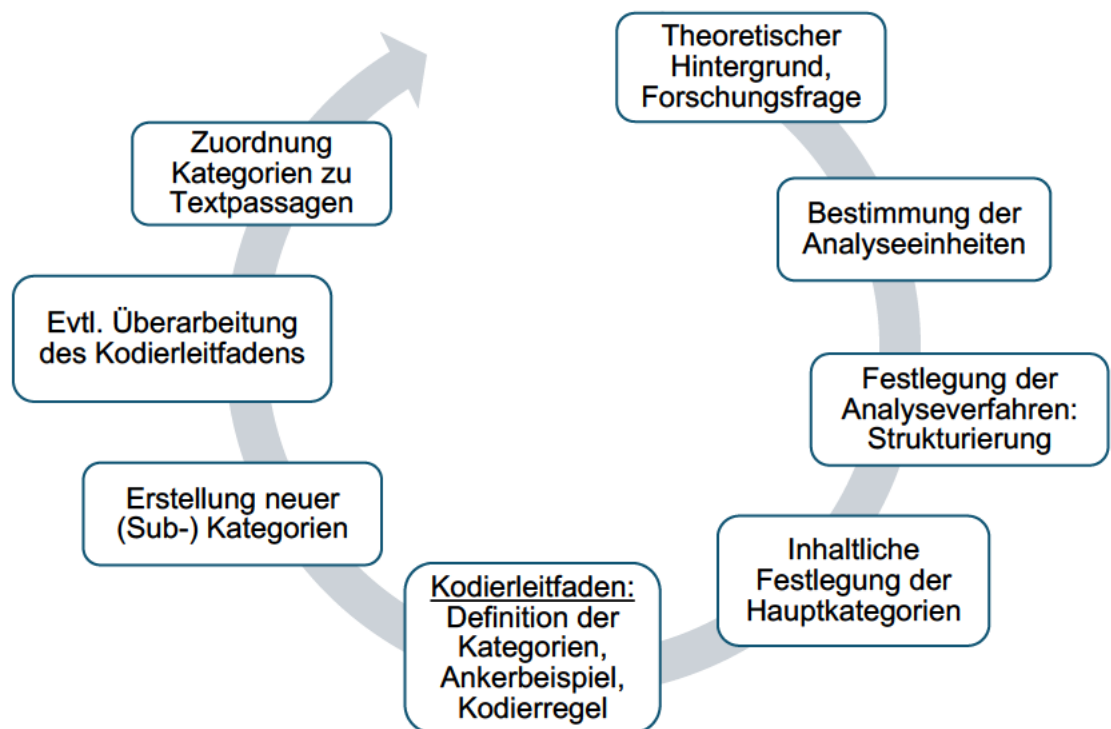 Theoretischer
Hintergrund,
Forschungsfrage
Bestimmung der
Analyseeinheiten
Festlegung der
Analyseverfahren:
Strukturierung
Inhaltliche
Festlegung der
Hauptkategorien
Kodierleitfaden:
Definition der
Kategorien,
Ankerbeispiel,
Kodierregel
Erstellung neuer
(Sub-) Kategorien
Evtl. Überarbeitung
des Kodierleitfadens
Zuordnung
Kategorien zu
Textpassagen